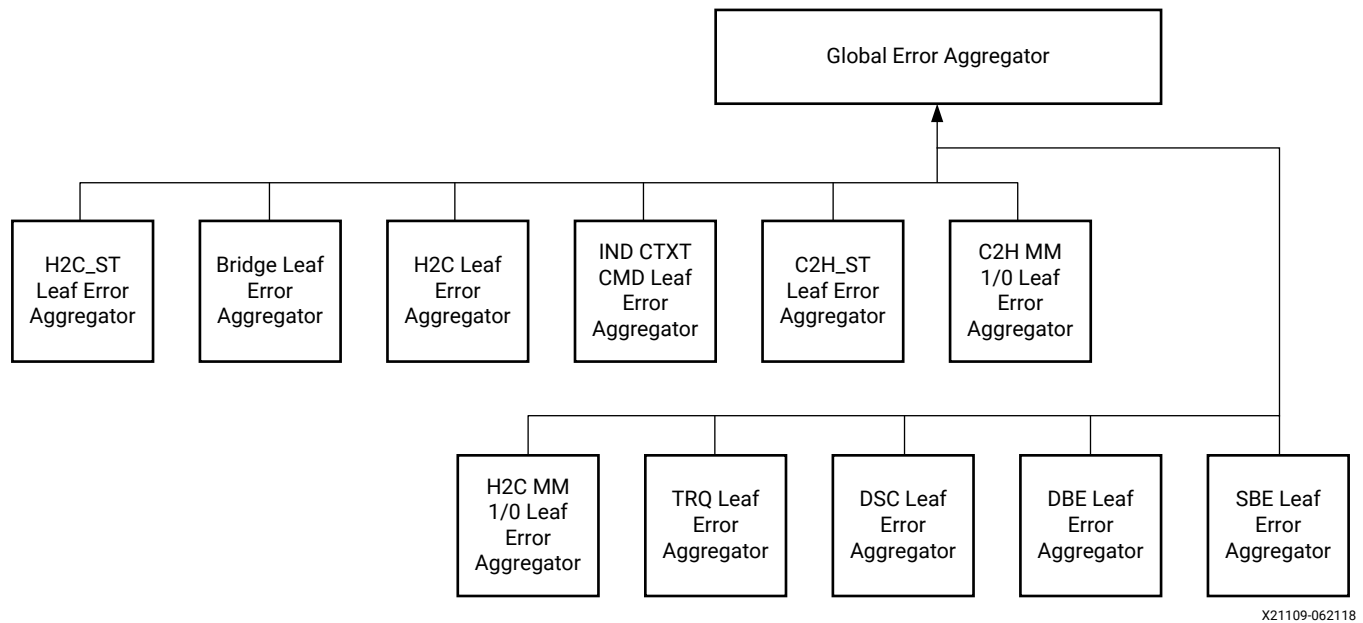 Global Error Aggregator
H2C_ST
Leaf Error
Aggregator
Bridge Leaf
Error
Aggregator
H2C Leaf
Error
Aggregator
IND CTXT
CMD Leaf
Error
Aggregator
C2H_ST
Leaf Error
Aggregator
C2H MM
1/0 Leaf
Error
Aggregator
H2C MM
1/0 Leaf
Error
Aggregator
TRQ Leaf
Error
Aggregator
DSC Leaf
Error
Aggregator
DBE Leaf
Error
Aggregator
SBE Leaf
Error
Aggregator
X21109-062118